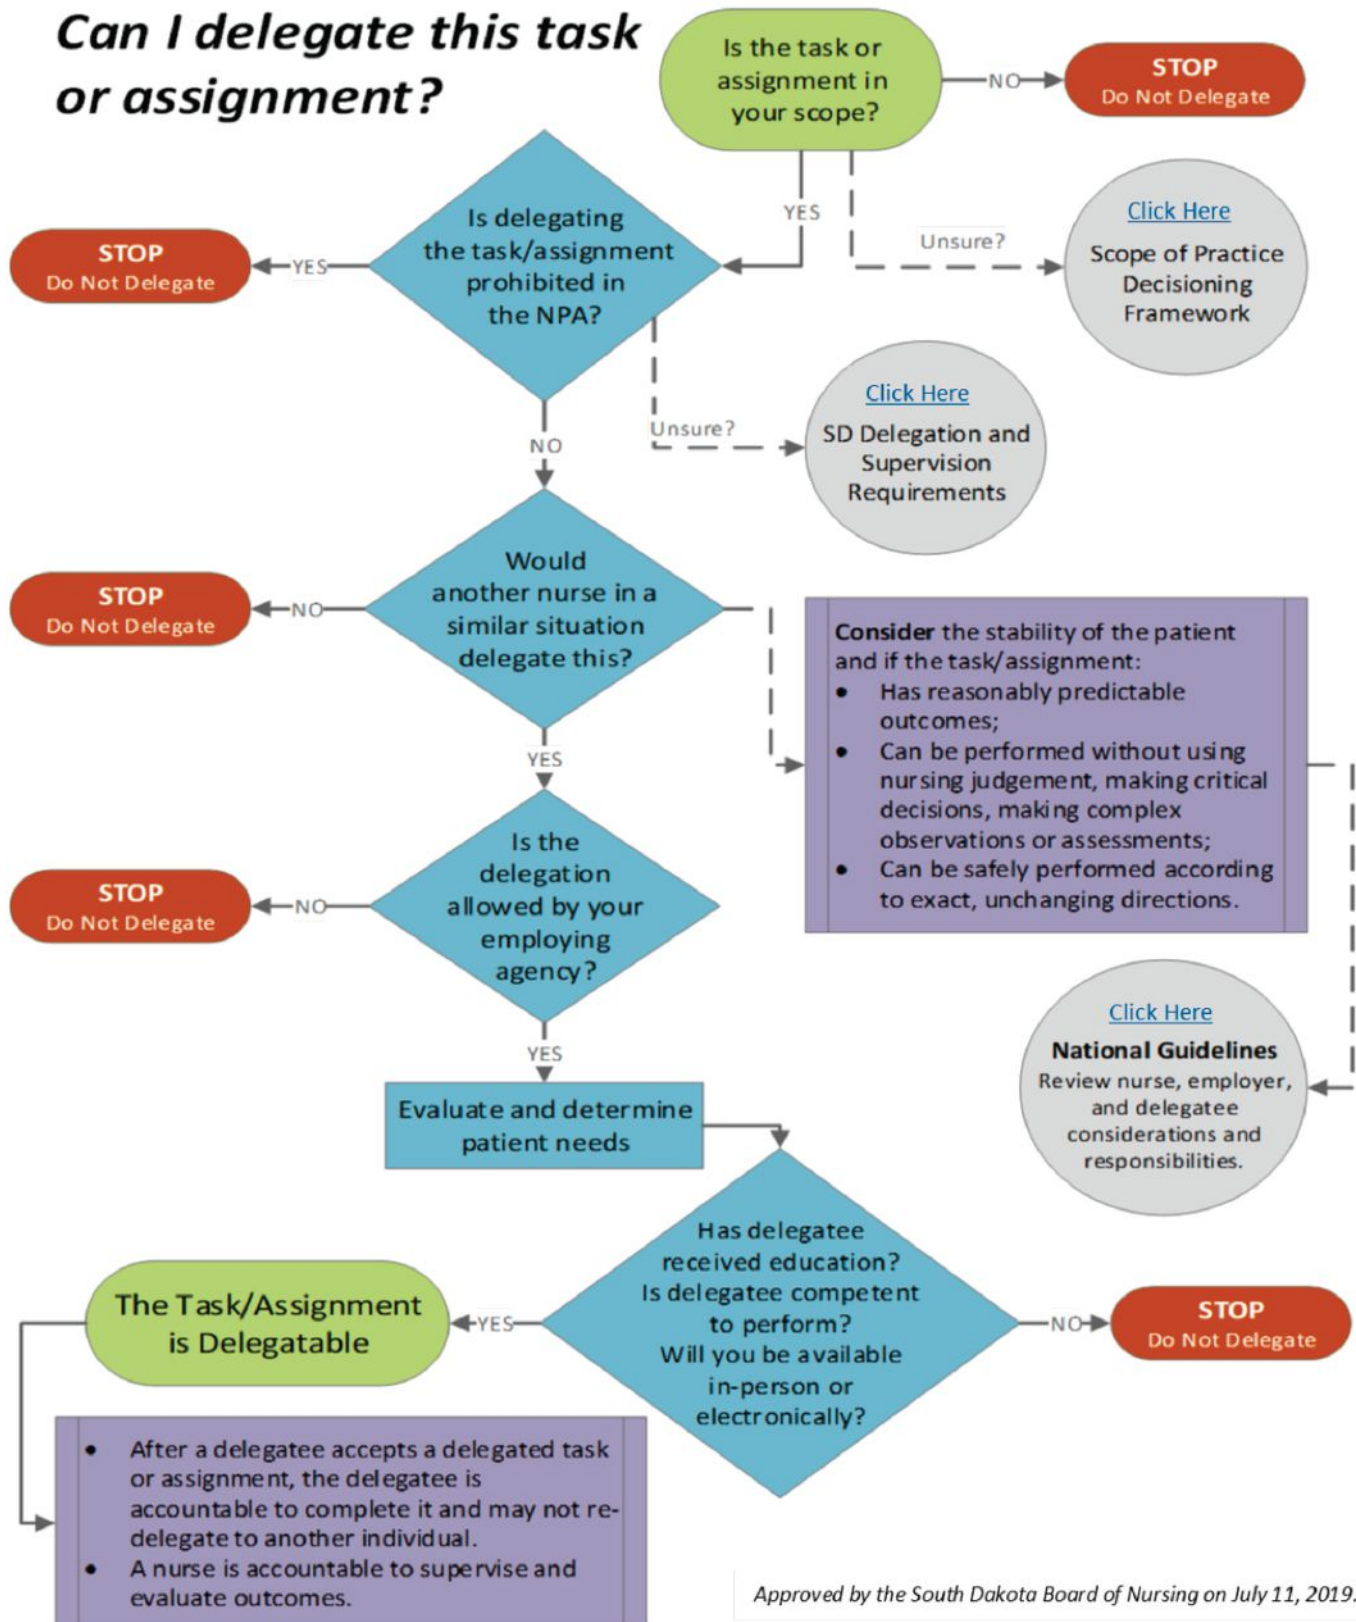 Can I delegate this task
or assignment?
Is the task or
assignment in
your scope?
NO
STOP
Do Not Delegate
YES
Unsure?
Click Here
Scope of Practice
Decisioning
Framework
Is delegating
the task/assignment
prohibited in
the NPA?
YES
STOP
Do Not Delegate
Unsure?
Click Here
SD Delegation and
Supervision
Requirements
NO
Would
another nurse in a
similar situation
delegate this?
NO
STOP
Do Not Delegate
Consider the stability of the patient
and if the task/assignment:
• Has reasonably predictable
outcomes;
• Can be performed without using
nursing judgement, making critical
decisions, making complex
observations or assessments;
• Can be safely performed according
to exact, unchanging directions.
YES
Is the
delegation
allowed by your
employing
agency?
NO
STOP
Do Not Delegate
Click Here
National Guidelines
Review nurse, employer,
and delegatee
considerations and
responsibilities.
YES
Evaluate and determine
patient needs
Has delegatee
received education?
Is delegatee competent
to perform?
Will you be available
in-person or
electronically?
NO
STOP
Do Not Delegate
YES
The Task/Assignment
is Delegatable
• After a delegatee accepts a delegated task
or assignment, the delegatee is
accountable to complete it and may not re-
delegate to another individual.
• A nurse is accountable to supervise and
evaluate outcomes.
Approved by the South Dakota Board of Nursing on July 11, 2019.